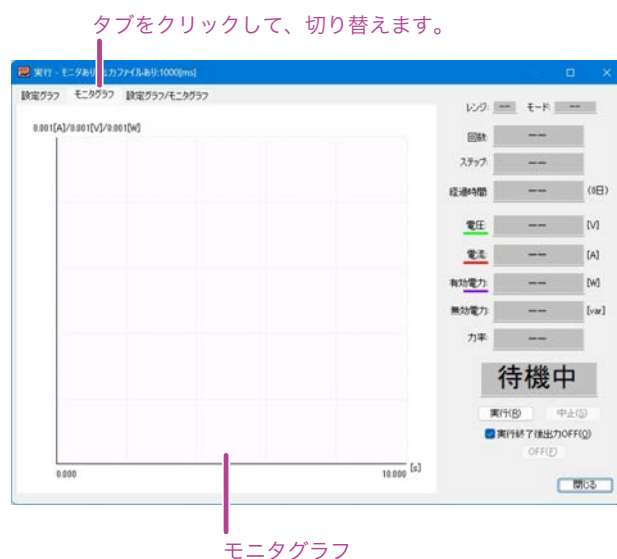 タブをクリックして、切り替えます。
実行 - モニタあり 出力ファイルあり:1000[ms]
設定グラフ モニタグラフ 設定グラフ/モニタグラフ
レンジ: -- モード: --
0.001[A]/0.001[V]/0.001[W]
回数: --
ステップ: --
経過時間: -- (0日)
電圧: -- [V]
電流: -- [A]
有効電力: -- [W]
無効電力: -- [var]
力率: --
待機中
実行(R) 中止(S)
実行終了後出力OFF(O)
OFF(F)
0.000 10.000 [s]
閉じる
モニタグラフ